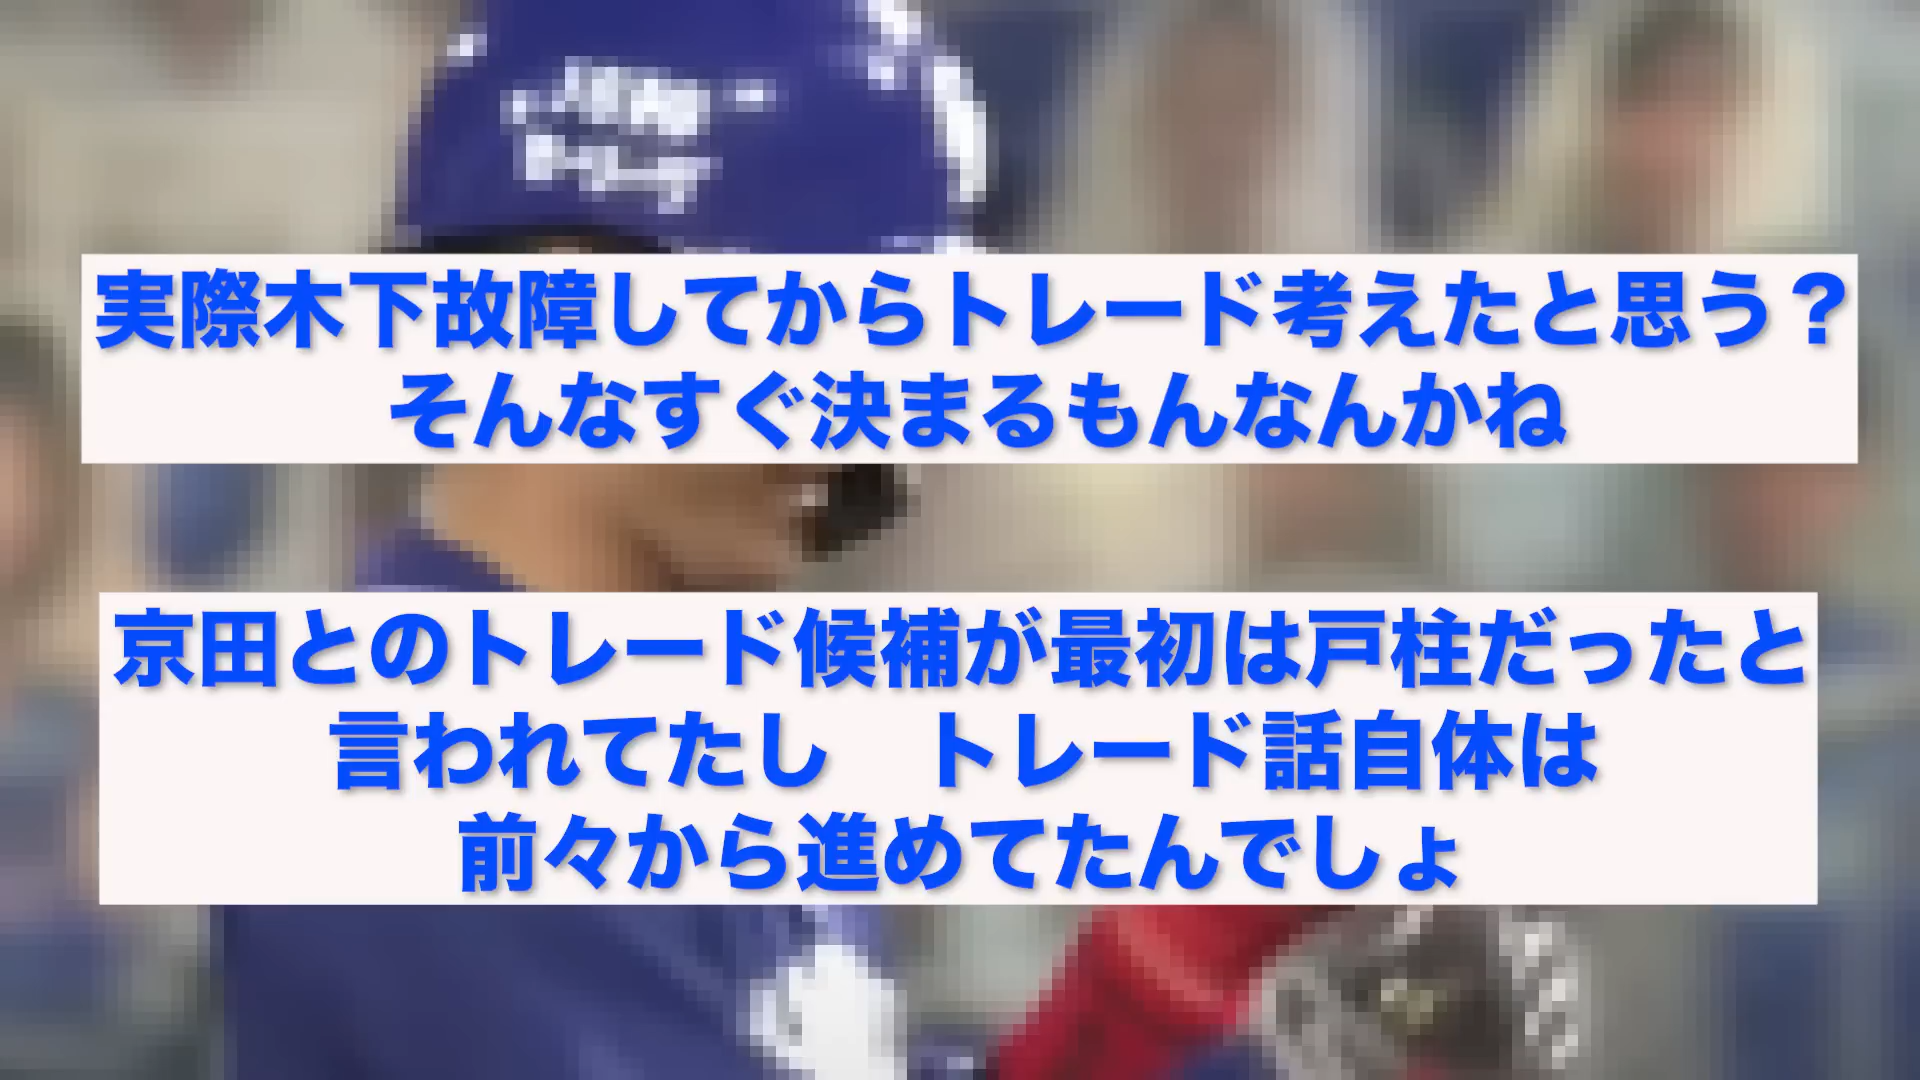 実際木下故障してからトレード考えたと思う？
そんなすぐ決まるもんなんかね
京田とのトレード候補が最初は戸柱だったと
言われてたし　トレード話自体は
前々から進めてたんでしょ